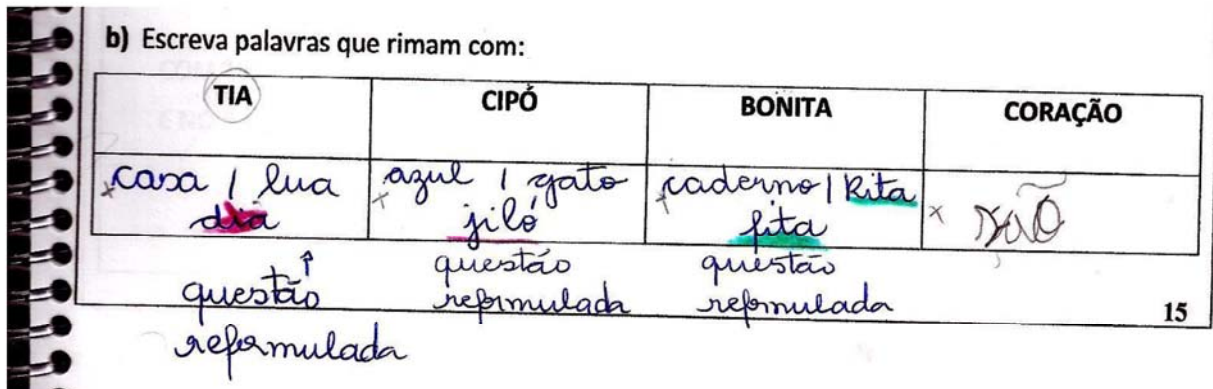 b) Escreva palavras que rimam com:
TIA CIPÓ BONITA CORAÇÃO
casa / lua azul / gato caderno / Rita
dia jiló fita não
↑
questão questão questão
reformulada reformulada reformulada
15